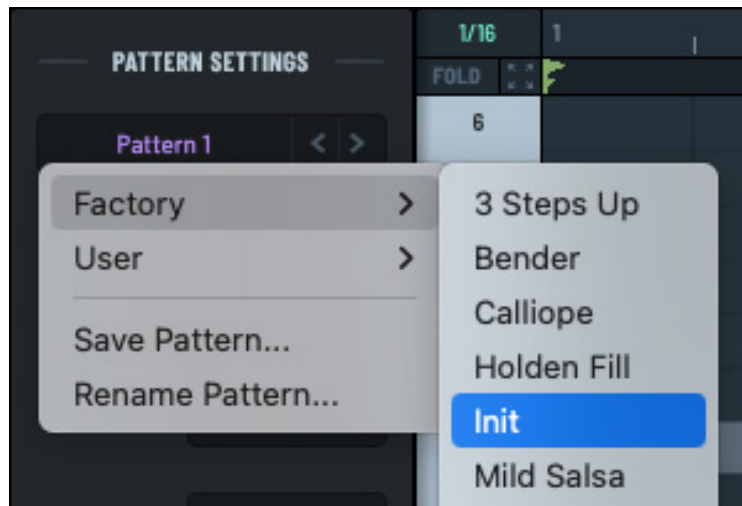 PATTERN SETTINGS
Pattern 1 < >
Factory >
User >
Save Pattern...
Rename Pattern...
1/16 1
FOLD
6
3 Steps Up
Bender
Calliope
Holden Fill
Init
Mild Salsa